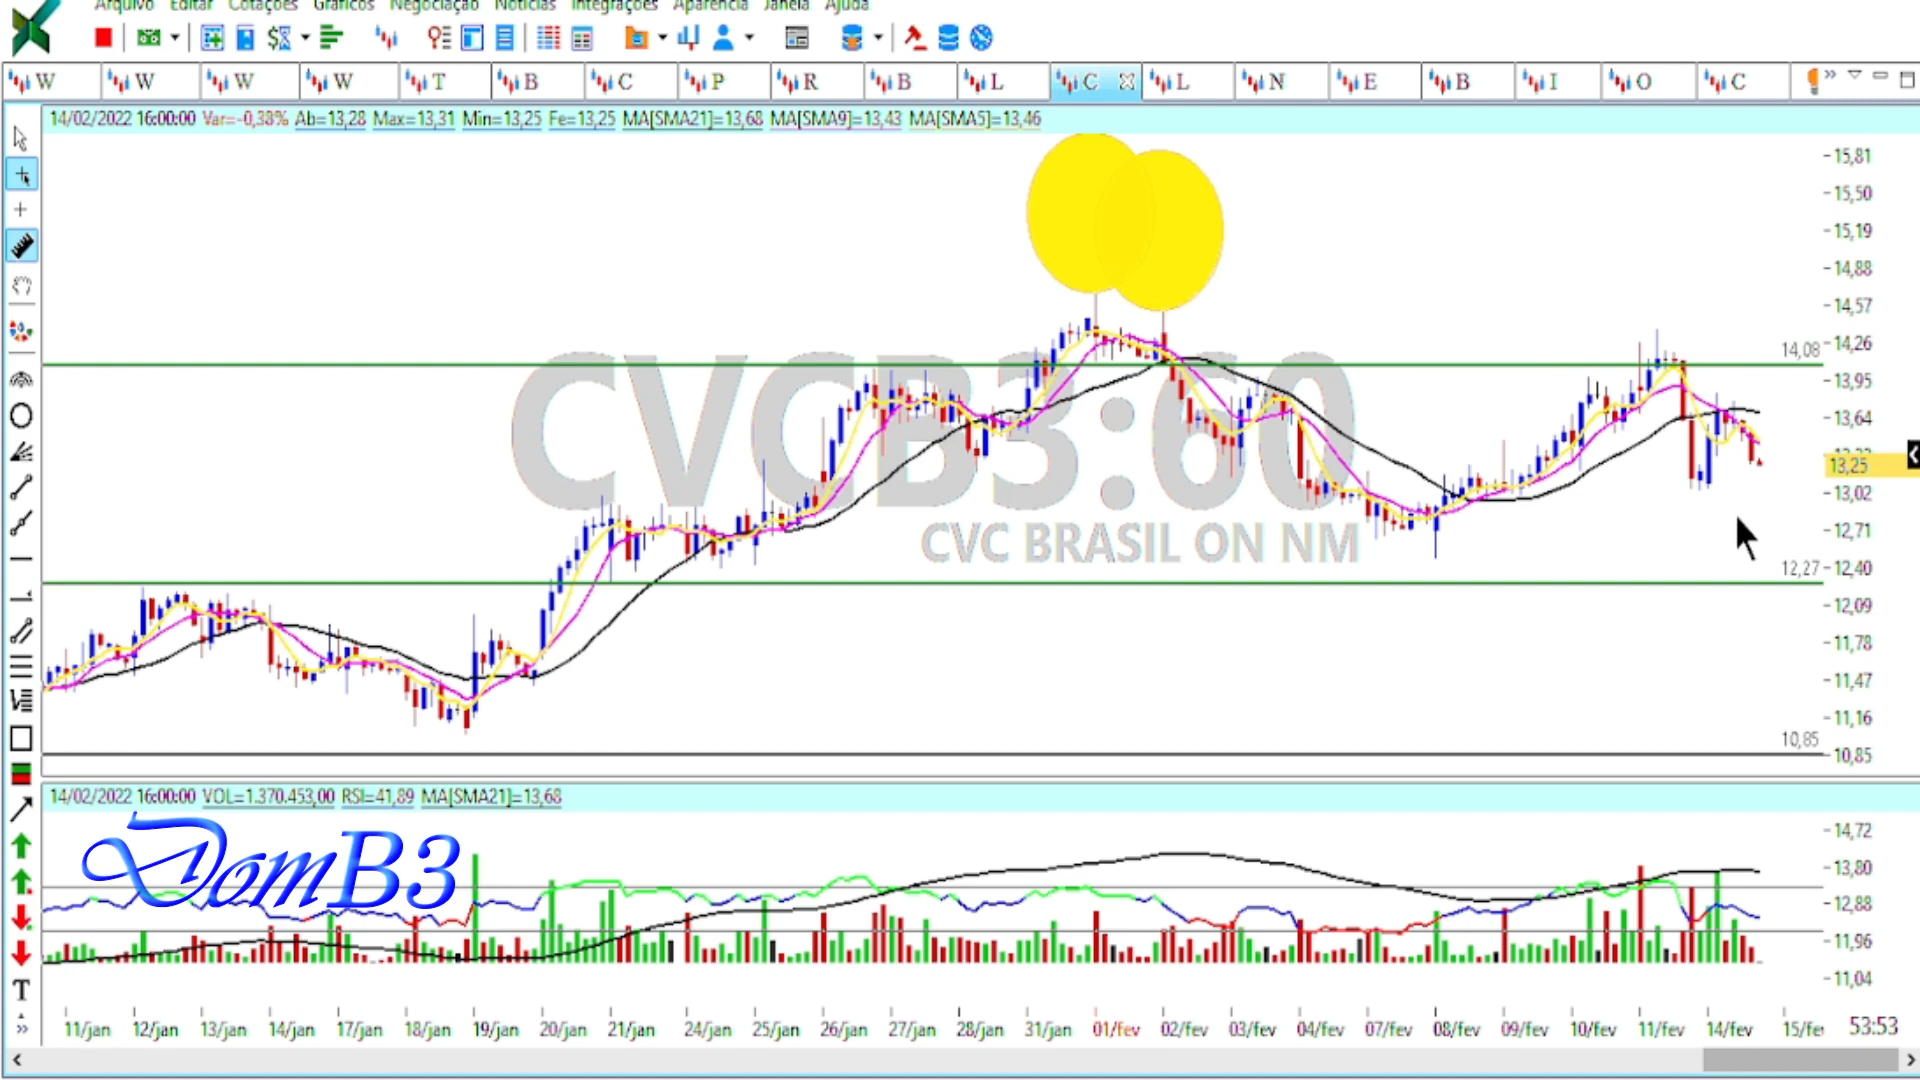 Arquivo Editar Cotações Gráficos Negociação Notícias Integrações Aparência Janela Ajuda
W W W W T B C P R B L C L N E B I O C
14/02/2022 16:00:00 Var=-0,38% Ab=13,28 Max=13,31 Min=13,25 Fe=13,25 MA[SMA21]=13,68 MA[SMA9]=13,43 MA[SMA5]=13,46
15,81
15,50
15,19
14,88
14,57
14,26
14,08
13,95
13,64
13,25
13,02
12,71
12,40
12,27
12,09
11,78
11,47
11,16
10,85
10,85
CVCB3:60
CVC BRASIL ON NM
14/02/2022 16:00:00 VOL=1.370.453,00 RSI=41,89 MA[SMA21]=13,68
DomB3
14,72
13,80
12,88
11,96
11,04
T
11/jan 12/jan 13/jan 14/jan 17/jan 18/jan 19/jan 20/jan 21/jan 24/jan 25/jan 26/jan 27/jan 28/jan 31/jan 01/fev 02/fev 03/fev 04/fev 07/fev 08/fev 09/fev 10/fev 11/fev 14/fev 15/fe 53:53